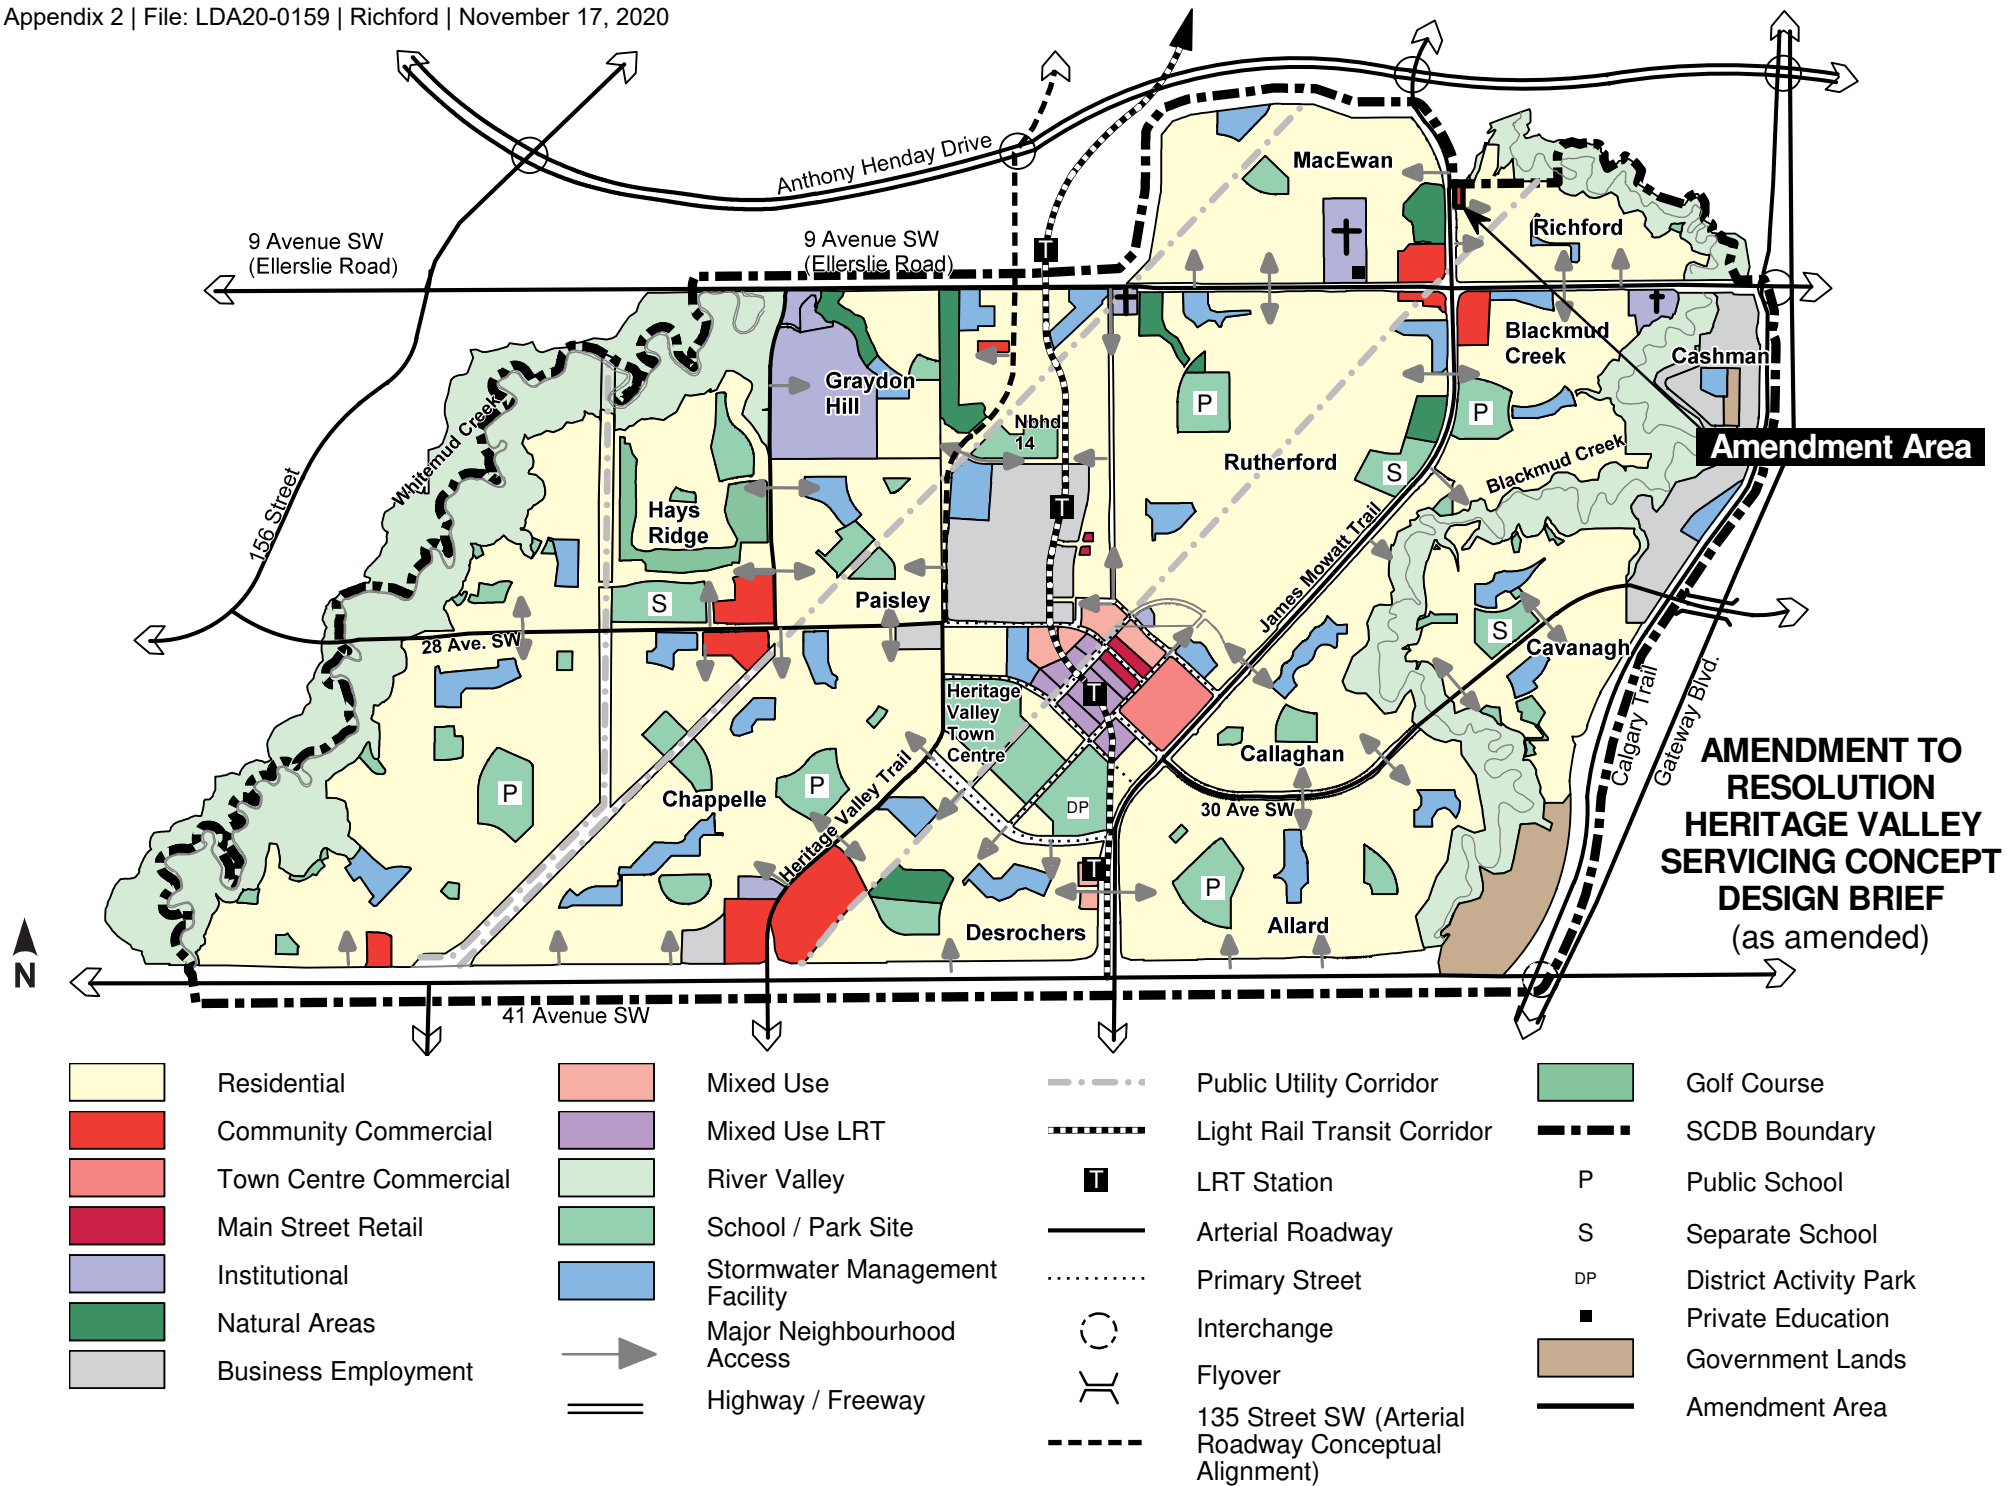 Appendix 2 | File: LDA20-0159 | Richford | November 17, 2020
Anthony Henday Drive
MacEwan
Richford
9 Avenue SW
(Ellerslie Road)
9 Avenue SW
(Ellerslie Road)
T
Blackmud
Creek
Cashman
Graydon
Hill
P
P
Nbhd
14
Whitemud Creek
Amendment Area
Rutherford
S
Blackmud Creek
156 Street
Hays
Ridge
T
James Mowatt Trail
S
Paisley
S
Cavanagh
28 Ave. SW
Heritage
Valley
Town
Centre
T
Calgary Trail
Gateway Blvd.
Callaghan
P
P
Chappelle
Heritage Valley Trail
DP
30 Ave SW
T
P
Desrochers
Allard
AMENDMENT TO
RESOLUTION
HERITAGE VALLEY
SERVICING CONCEPT
DESIGN BRIEF
(as amended)
N
41 Avenue SW
Residential
Community Commercial
Town Centre Commercial
Main Street Retail
Institutional
Natural Areas
Business Employment
Mixed Use
Mixed Use LRT
River Valley
School / Park Site
Stormwater Management
Facility
Major Neighbourhood
Access
Highway / Freeway
Public Utility Corridor
Light Rail Transit Corridor
T
LRT Station
Arterial Roadway
Primary Street
Interchange
Flyover
135 Street SW (Arterial
Roadway Conceptual
Alignment)
Golf Course
SCDB Boundary
P
Public School
S
Separate School
DP
District Activity Park
Private Education
Government Lands
Amendment Area